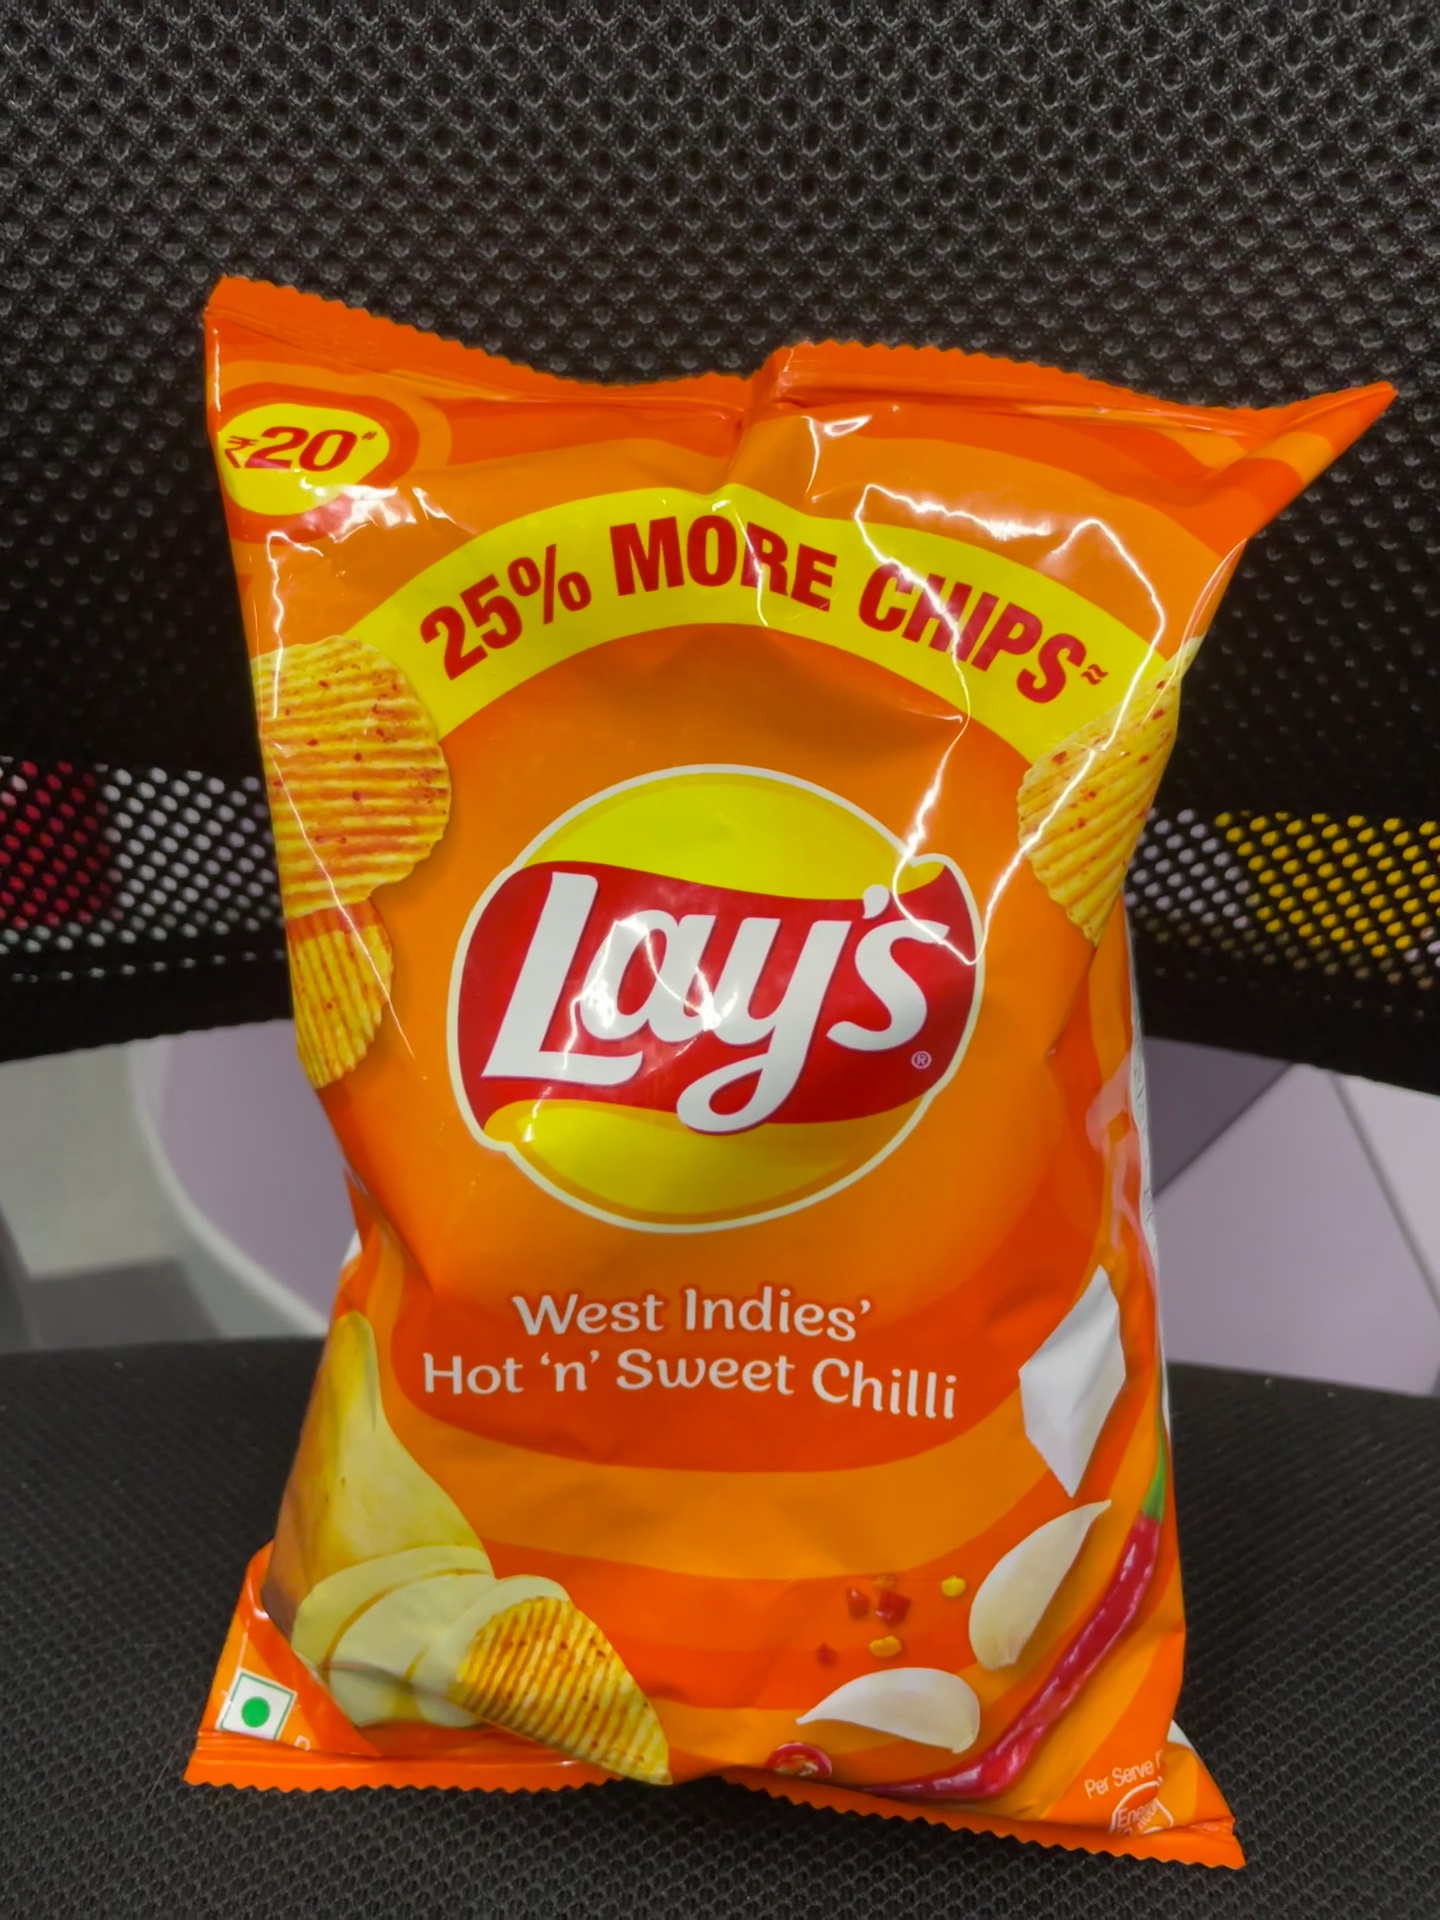 ₹20*
25% MORE CHIPS≈
Lay's®
West Indies'
Hot 'n' Sweet Chilli
Per Serve